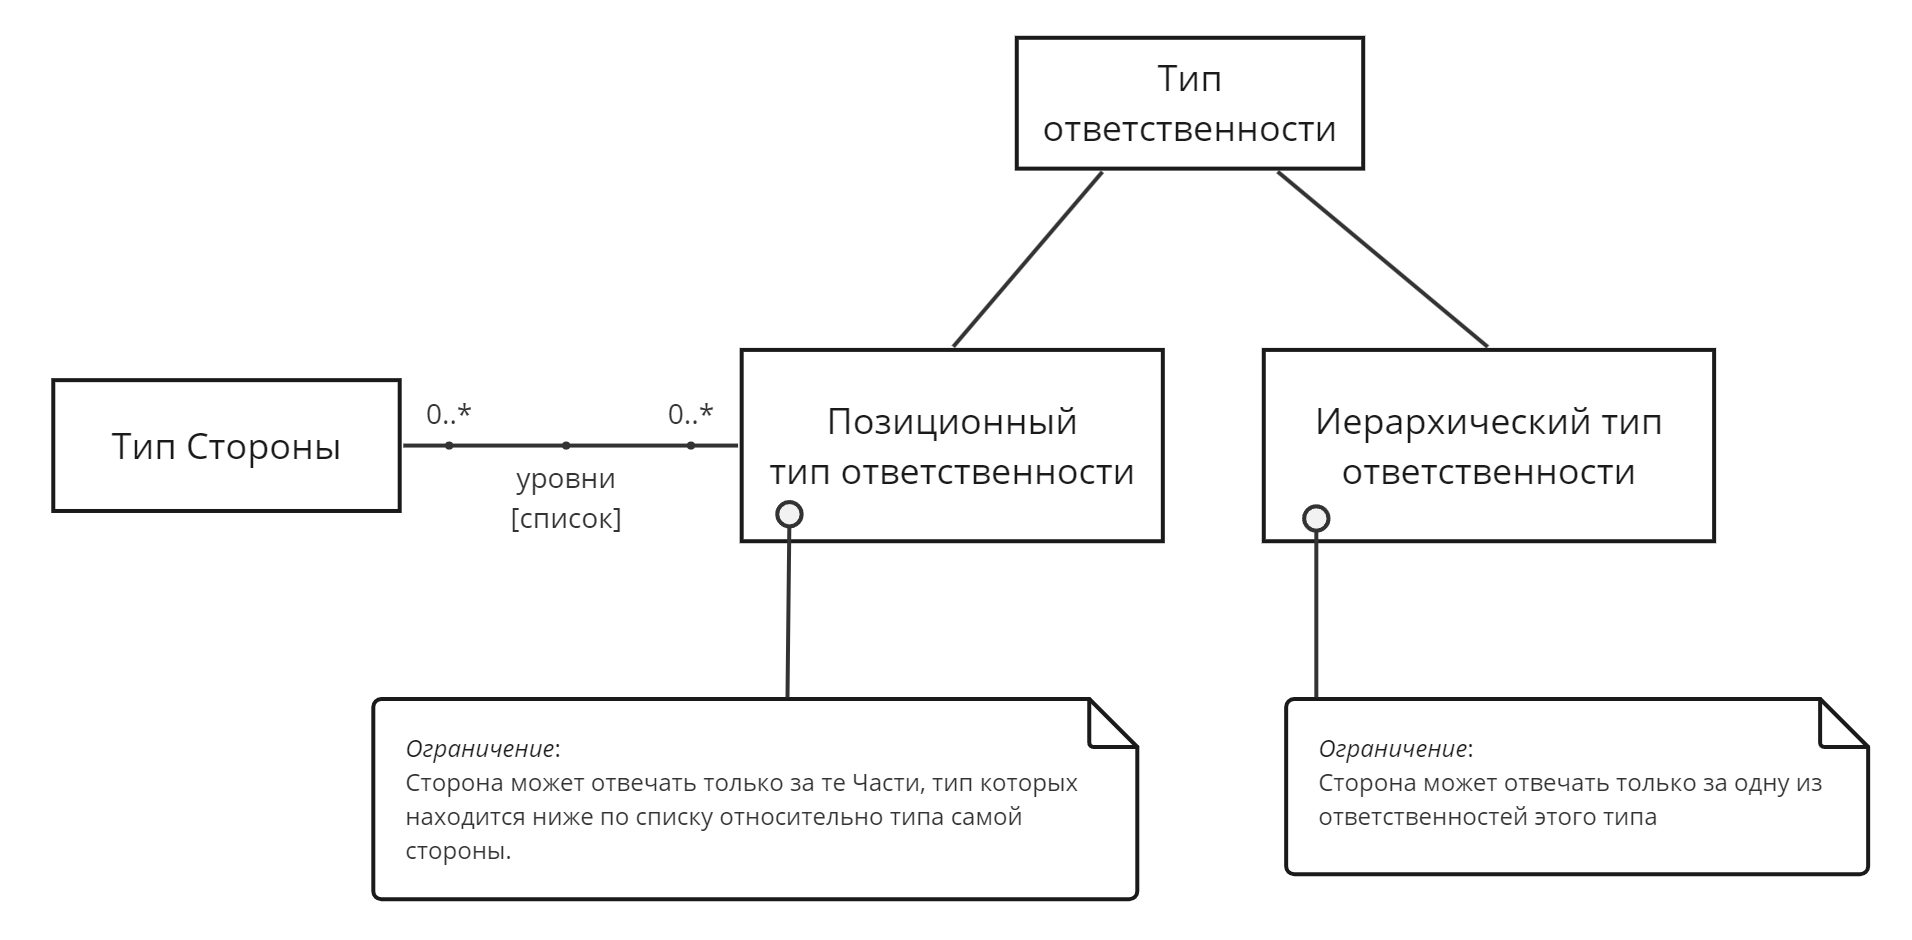 Тип
ответственности
Тип Стороны
0..*
0..*
уровни
[список]
Позиционный
тип ответственности
Иерархический тип
ответственности
Ограничение:
Сторона может отвечать только за те Части, тип которых
находится ниже по списку относительно типа самой
стороны.
Ограничение:
Сторона может отвечать только за одну из
ответственностей этого типа